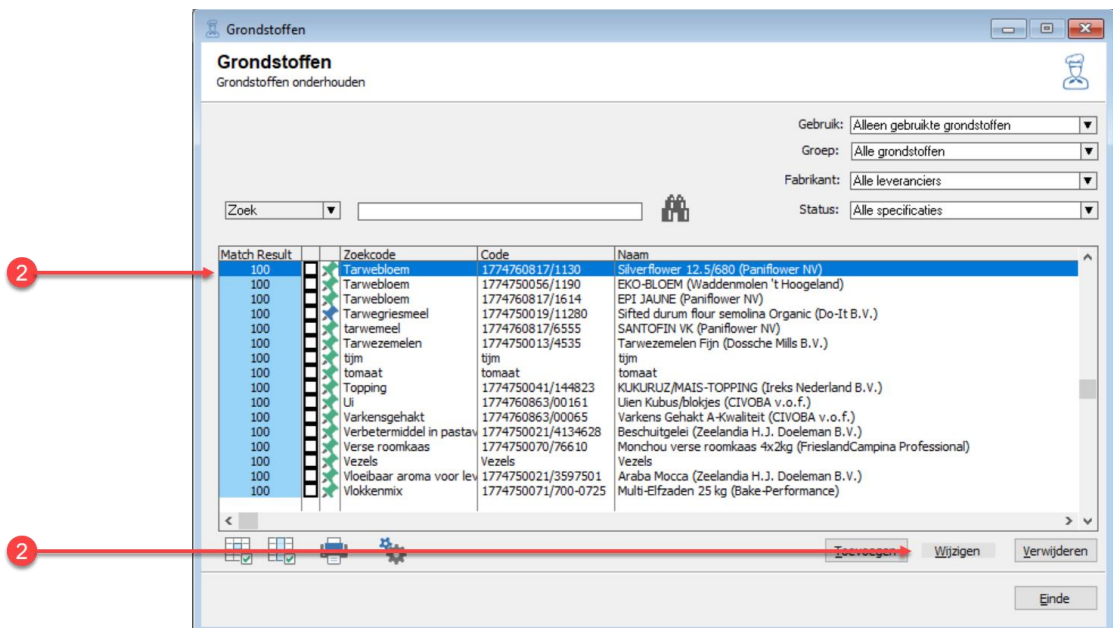 Grondstoffen
Grondstoffen
Grondstoffen onderhouden
Gebruik: Alleen gebruikte grondstoffen
Groep: Alle grondstoffen
Fabrikant: Alle leveranciers
Zoek Status: Alle specificaties
Match Result Zoekcode Code Naam
2 100 Tarwebloem 1774760817/1130 Silverflower 12.5/680 (Paniflower NV)
100 Tarwebloem 1774750056/1190 EKO-BLOEM (Waddenmolen 't Hoogeland)
100 Tarwebloem 1774760817/1614 EPI JAUNE (Paniflower NV)
100 Tarwegriesmeel 1774750019/11280 Sifted durum flour semolina Organic (Do-It B.V.)
100 tarwemeel 1774760817/6555 SANTOFIN VK (Paniflower NV)
100 Tarwezemelen 1774750013/4535 Tarwezemelen Fijn (Dossche Mills B.V.)
100 tijm tijm tijm
100 tomaat tomaat tomaat
100 Topping 1774750041/144823 KUKURUZ/MAIS-TOPPING (Ireks Nederland B.V.)
100 Ui 1774760863/00161 Uien Kubus/blokjes (CIVOBA v.o.f.)
100 Varkensgehakt 1774760863/00065 Varkens Gehakt A-Kwaliteit (CIVOBA v.o.f.)
100 Verbetermiddel in pastav 1774750021/4134628 Beschuitgelei (Zeelandia H.J. Doeleman B.V.)
100 Verse roomkaas 1774750070/76610 Monchou verse roomkaas 4x2kg (FrieslandCampina Professional)
100 Vezels Vezels Vezels
100 Vloeibaar aroma voor lev 1774750021/3597501 Araba Mocca (Zeelandia H.J. Doeleman B.V.)
100 Vlokkenmix 1774750071/700-0725 Multi-Elfzaden 25 kg (Bake-Performance)
2 Toevoegen Wijzigen Verwijderen
Einde